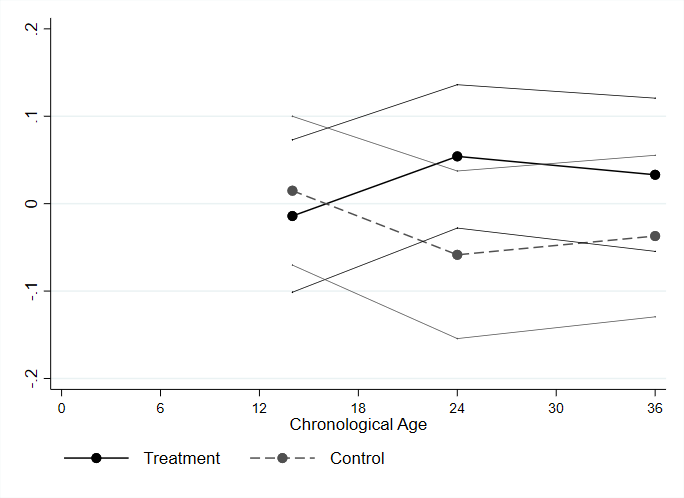 .2
.1
0
-.1
-.2
0 6 12 18 24 30 36
Chronological Age
Treatment Control